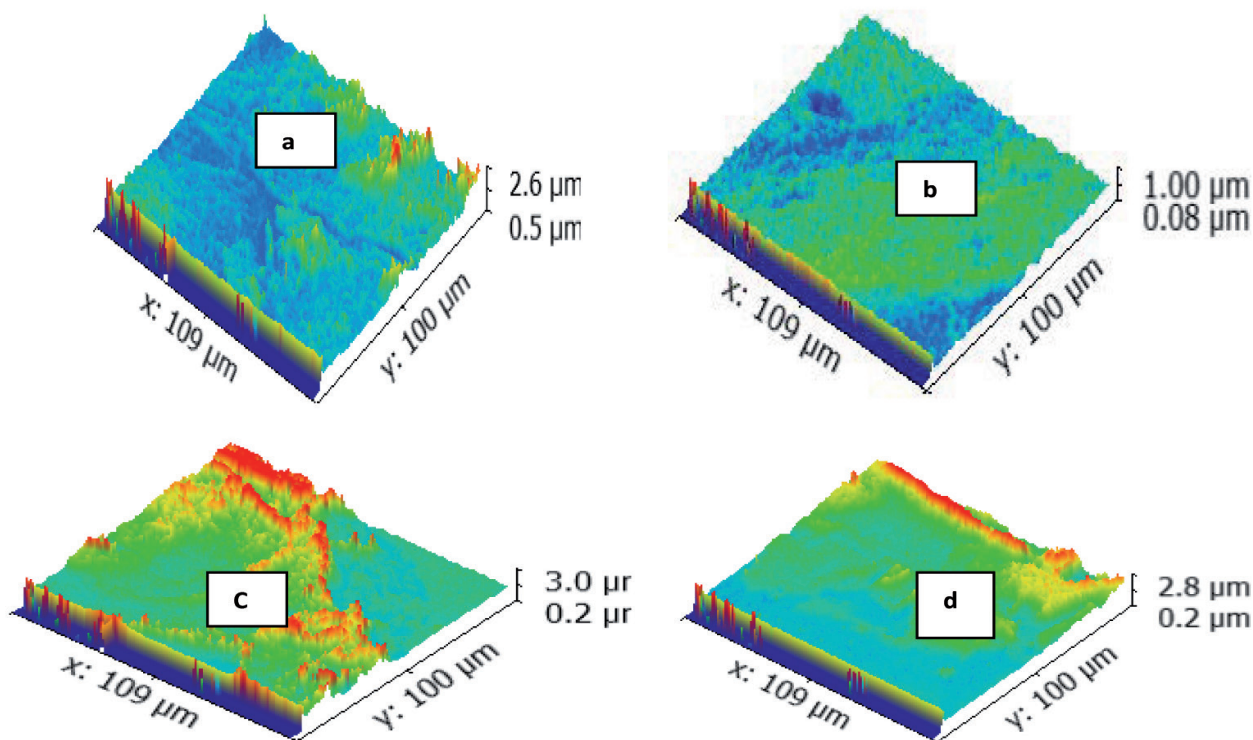 a
2.6 µm
0.5 µm
x: 109 µm
y: 100 µm
b
1.00 µm
0.08 µm
x: 109 µm
y: 100 µm
C
3.0 µr
0.2 µr
x: 109 µm
y: 100 µm
d
2.8 µm
0.2 µm
x: 109 µm
y: 100 µm